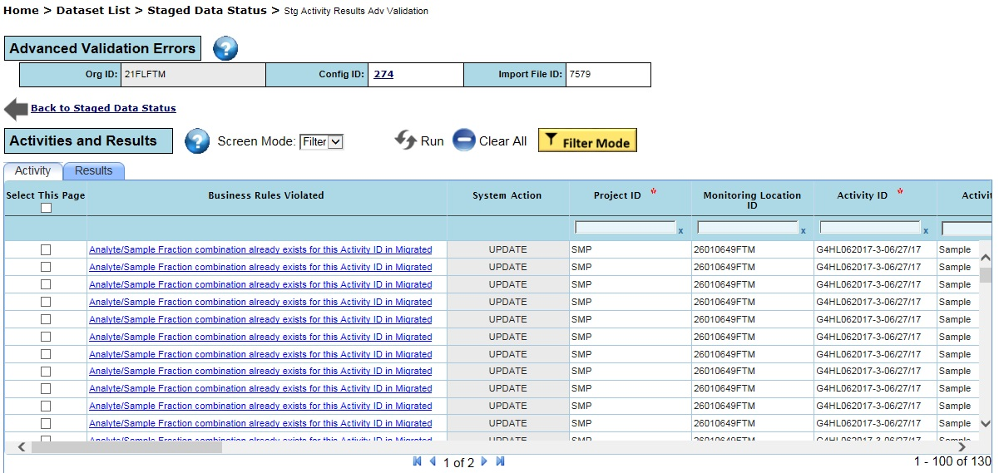 Home > Dataset List > Staged Data Status > Stg Activity Results Adv Validation
Advanced Validation Errors ?
Org ID: 21FLFTM Config ID: 274 Import File ID: 7579
Back to Staged Data Status
Activities and Results ? Screen Mode: Filter Run Clear All Filter Mode
Activity Results
Select This Page Business Rules Violated System Action Project ID * Monitoring Location ID Activity ID * Activit
x x x
Analyte/Sample Fraction combination already exists for this Activity ID in Migrated UPDATE SMP 26010649FTM G4HL062017-3-06/27/17 Sample
Analyte/Sample Fraction combination already exists for this Activity ID in Migrated UPDATE SMP 26010649FTM G4HL062017-3-06/27/17 Sample
Analyte/Sample Fraction combination already exists for this Activity ID in Migrated UPDATE SMP 26010649FTM G4HL062017-3-06/27/17 Sample
Analyte/Sample Fraction combination already exists for this Activity ID in Migrated UPDATE SMP 26010649FTM G4HL062017-3-06/27/17 Sample
Analyte/Sample Fraction combination already exists for this Activity ID in Migrated UPDATE SMP 26010649FTM G4HL062017-3-06/27/17 Sample
Analyte/Sample Fraction combination already exists for this Activity ID in Migrated UPDATE SMP 26010649FTM G4HL062017-3-06/27/17 Sample
Analyte/Sample Fraction combination already exists for this Activity ID in Migrated UPDATE SMP 26010649FTM G4HL062017-3-06/27/17 Sample
Analyte/Sample Fraction combination already exists for this Activity ID in Migrated UPDATE SMP 26010649FTM G4HL062017-3-06/27/17 Sample
Analyte/Sample Fraction combination already exists for this Activity ID in Migrated UPDATE SMP 26010649FTM G4HL062017-3-06/27/17 Sample
Analyte/Sample Fraction combination already exists for this Activity ID in Migrated UPDATE SMP 26010649FTM G4HL062017-3-06/27/17 Sample
Analyte/Sample Fraction combination already exists for this Activity ID in Migrated UPDATE SMP 26010649FTM G4HL062017-3-06/27/17 Sample
1 of 2 1 - 100 of 130